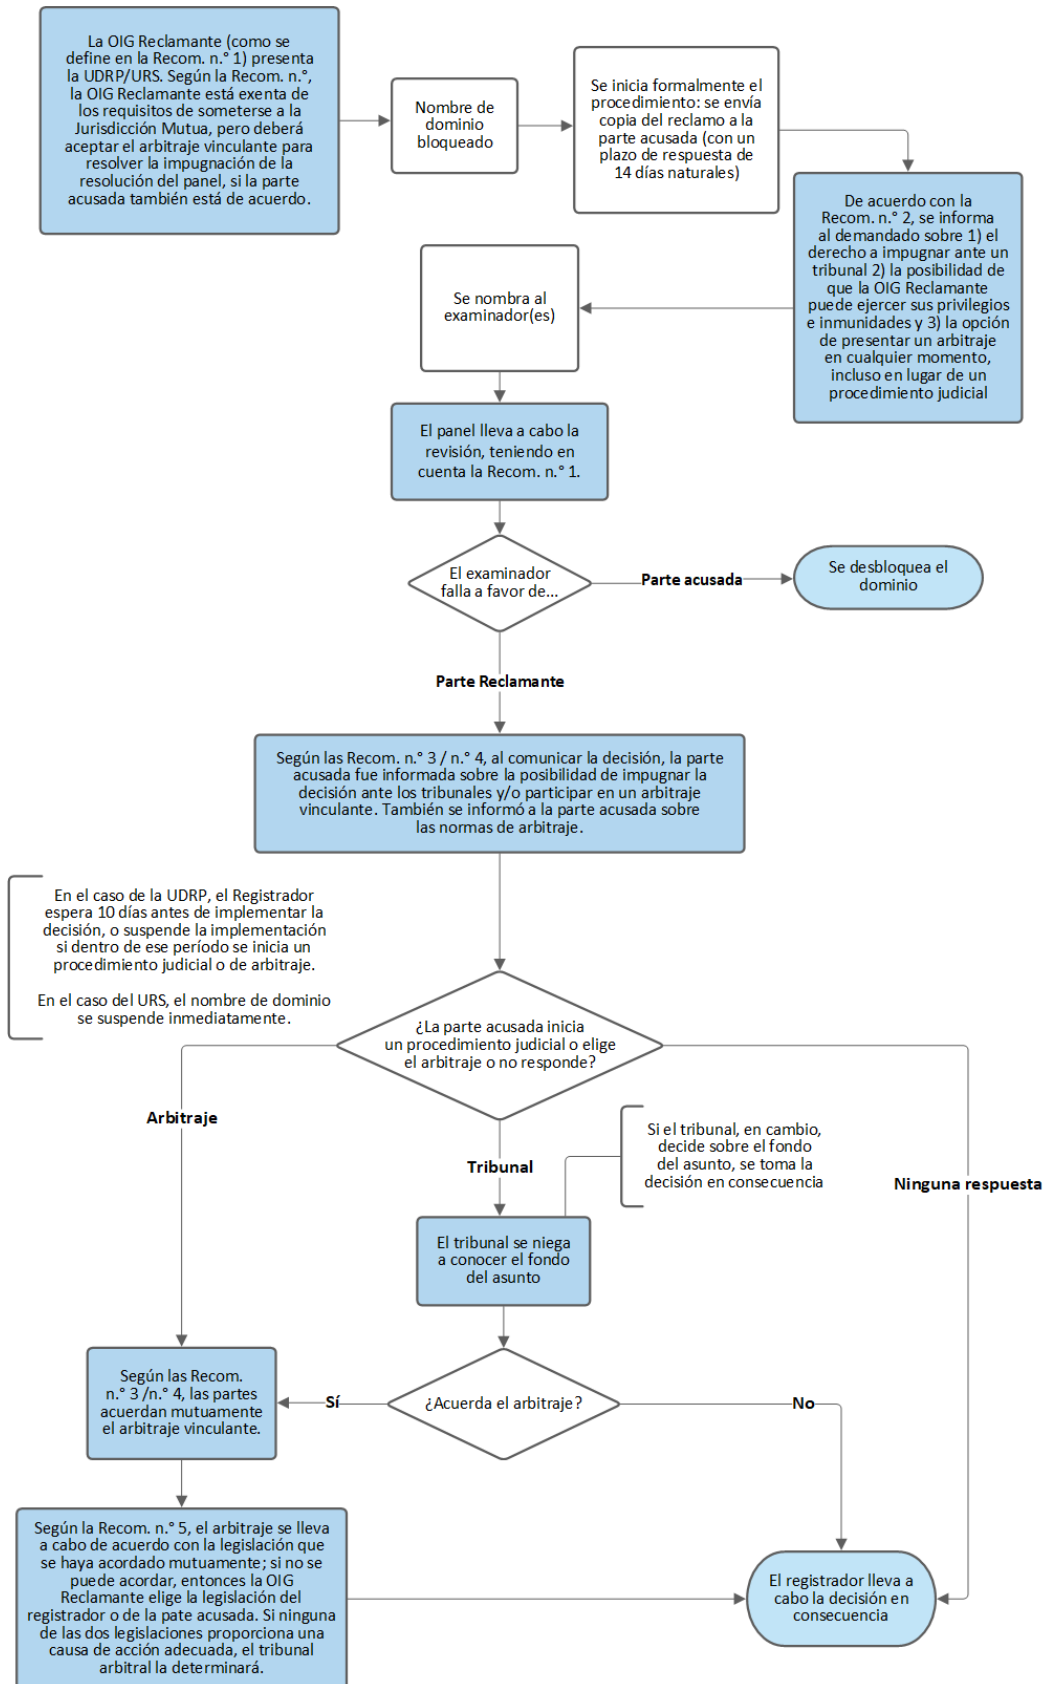 La OIG Reclamante (como se
define en la Recom. n.° 1) presenta
la UDRP/URS. Según la Recom. n.°,
la OIG Reclamante está exenta de
los requisitos de someterse a la
Jurisdicción Mutua, pero deberá
aceptar el arbitraje vinculante para
resolver la impugnación de la
resolución del panel, si la parte
acusada también está de acuerdo.
Nombre de
dominio
bloqueado
Se inicia formalmente el
procedimiento: se envía
copia del reclamo a la
parte acusada (con un
plazo de respuesta de
14 días naturales)
De acuerdo con la
Recom. n.° 2, se informa
al demandado sobre 1) el
derecho a impugnar ante un
tribunal 2) la posibilidad de
que la OIG Reclamante
puede ejercer sus privilegios
e inmunidades y 3) la opción
de presentar un arbitraje
en cualquier momento,
incluso en lugar de un
procedimiento judicial
Se nombra al
examinador(es)
El panel lleva a cabo la
revisión, teniendo en
cuenta la Recom. n.° 1.
El examinador
falla a favor de...
Parte acusada
Se desbloquea el
dominio
Parte Reclamante
Según las Recom. n.° 3 / n.° 4, al comunicar la decisión, la parte
acusada fue informada sobre la posibilidad de impugnar la
decisión ante los tribunales y/o participar en un arbitraje
vinculante. También se informó a la parte acusada sobre
las normas de arbitraje.
En el caso de la UDRP, el Registrador
espera 10 días antes de implementar la
decisión, o suspende la implementación
si dentro de ese período se inicia un
procedimiento judicial o de arbitraje.
En el caso del URS, el nombre de dominio
se suspende inmediatamente.
¿La parte acusada inicia
un procedimiento judicial o elige
el arbitraje o no responde?
Arbitraje
Tribunal
Si el tribunal, en cambio,
decide sobre el fondo
del asunto, se toma la
decisión en consecuencia
Ninguna respuesta
El tribunal se niega
a conocer el fondo
del asunto
Según las Recom.
n.° 3 /n.° 4, las partes
acuerdan mutuamente
el arbitraje vinculante.
Sí
¿Acuerda el arbitraje?
No
Según la Recom. n.° 5, el arbitraje se lleva
a cabo de acuerdo con la legislación que
se haya acordado mutuamente; si no se
puede acordar, entonces la OIG
Reclamante elige la legislación del
registrador o de la pate acusada. Si ninguna
de las dos legislaciones proporciona una
causa de acción adecuada, el tribunal
arbitral la determinará.
El registrador lleva a
cabo la decisión en
consecuencia